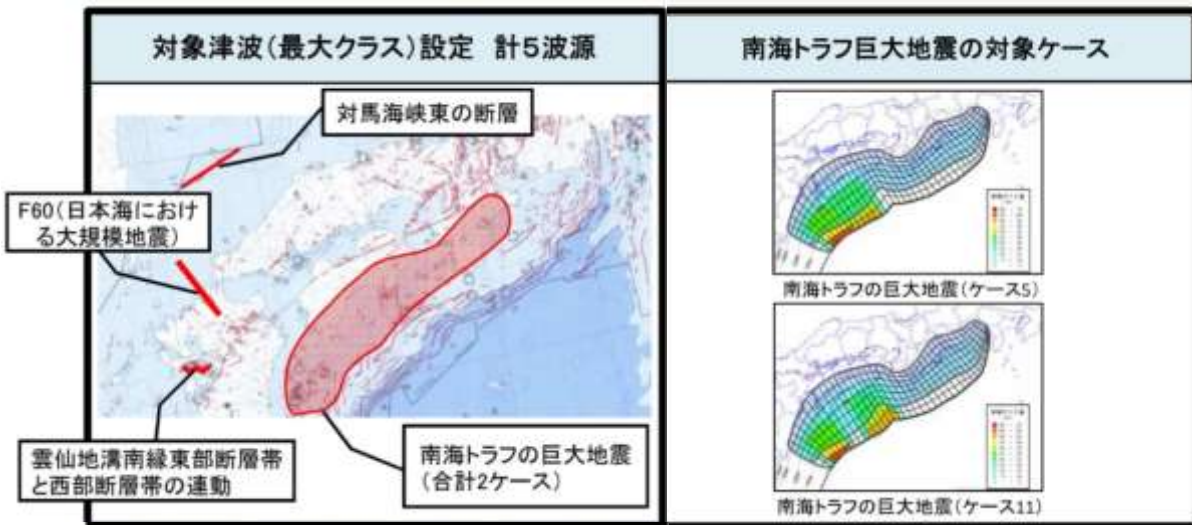 対象津波（最大クラス）設定 計5波源
対馬海峡東の断層
F60（日本海におけ
る大規模地震）
雲仙地溝南縁東部断層帯
と西部断層帯の連動
南海トラフの巨大地震
（合計2ケース）
南海トラフ巨大地震の対象ケース
南海トラフの巨大地震（ケース5）
南海トラフの巨大地震（ケース11）